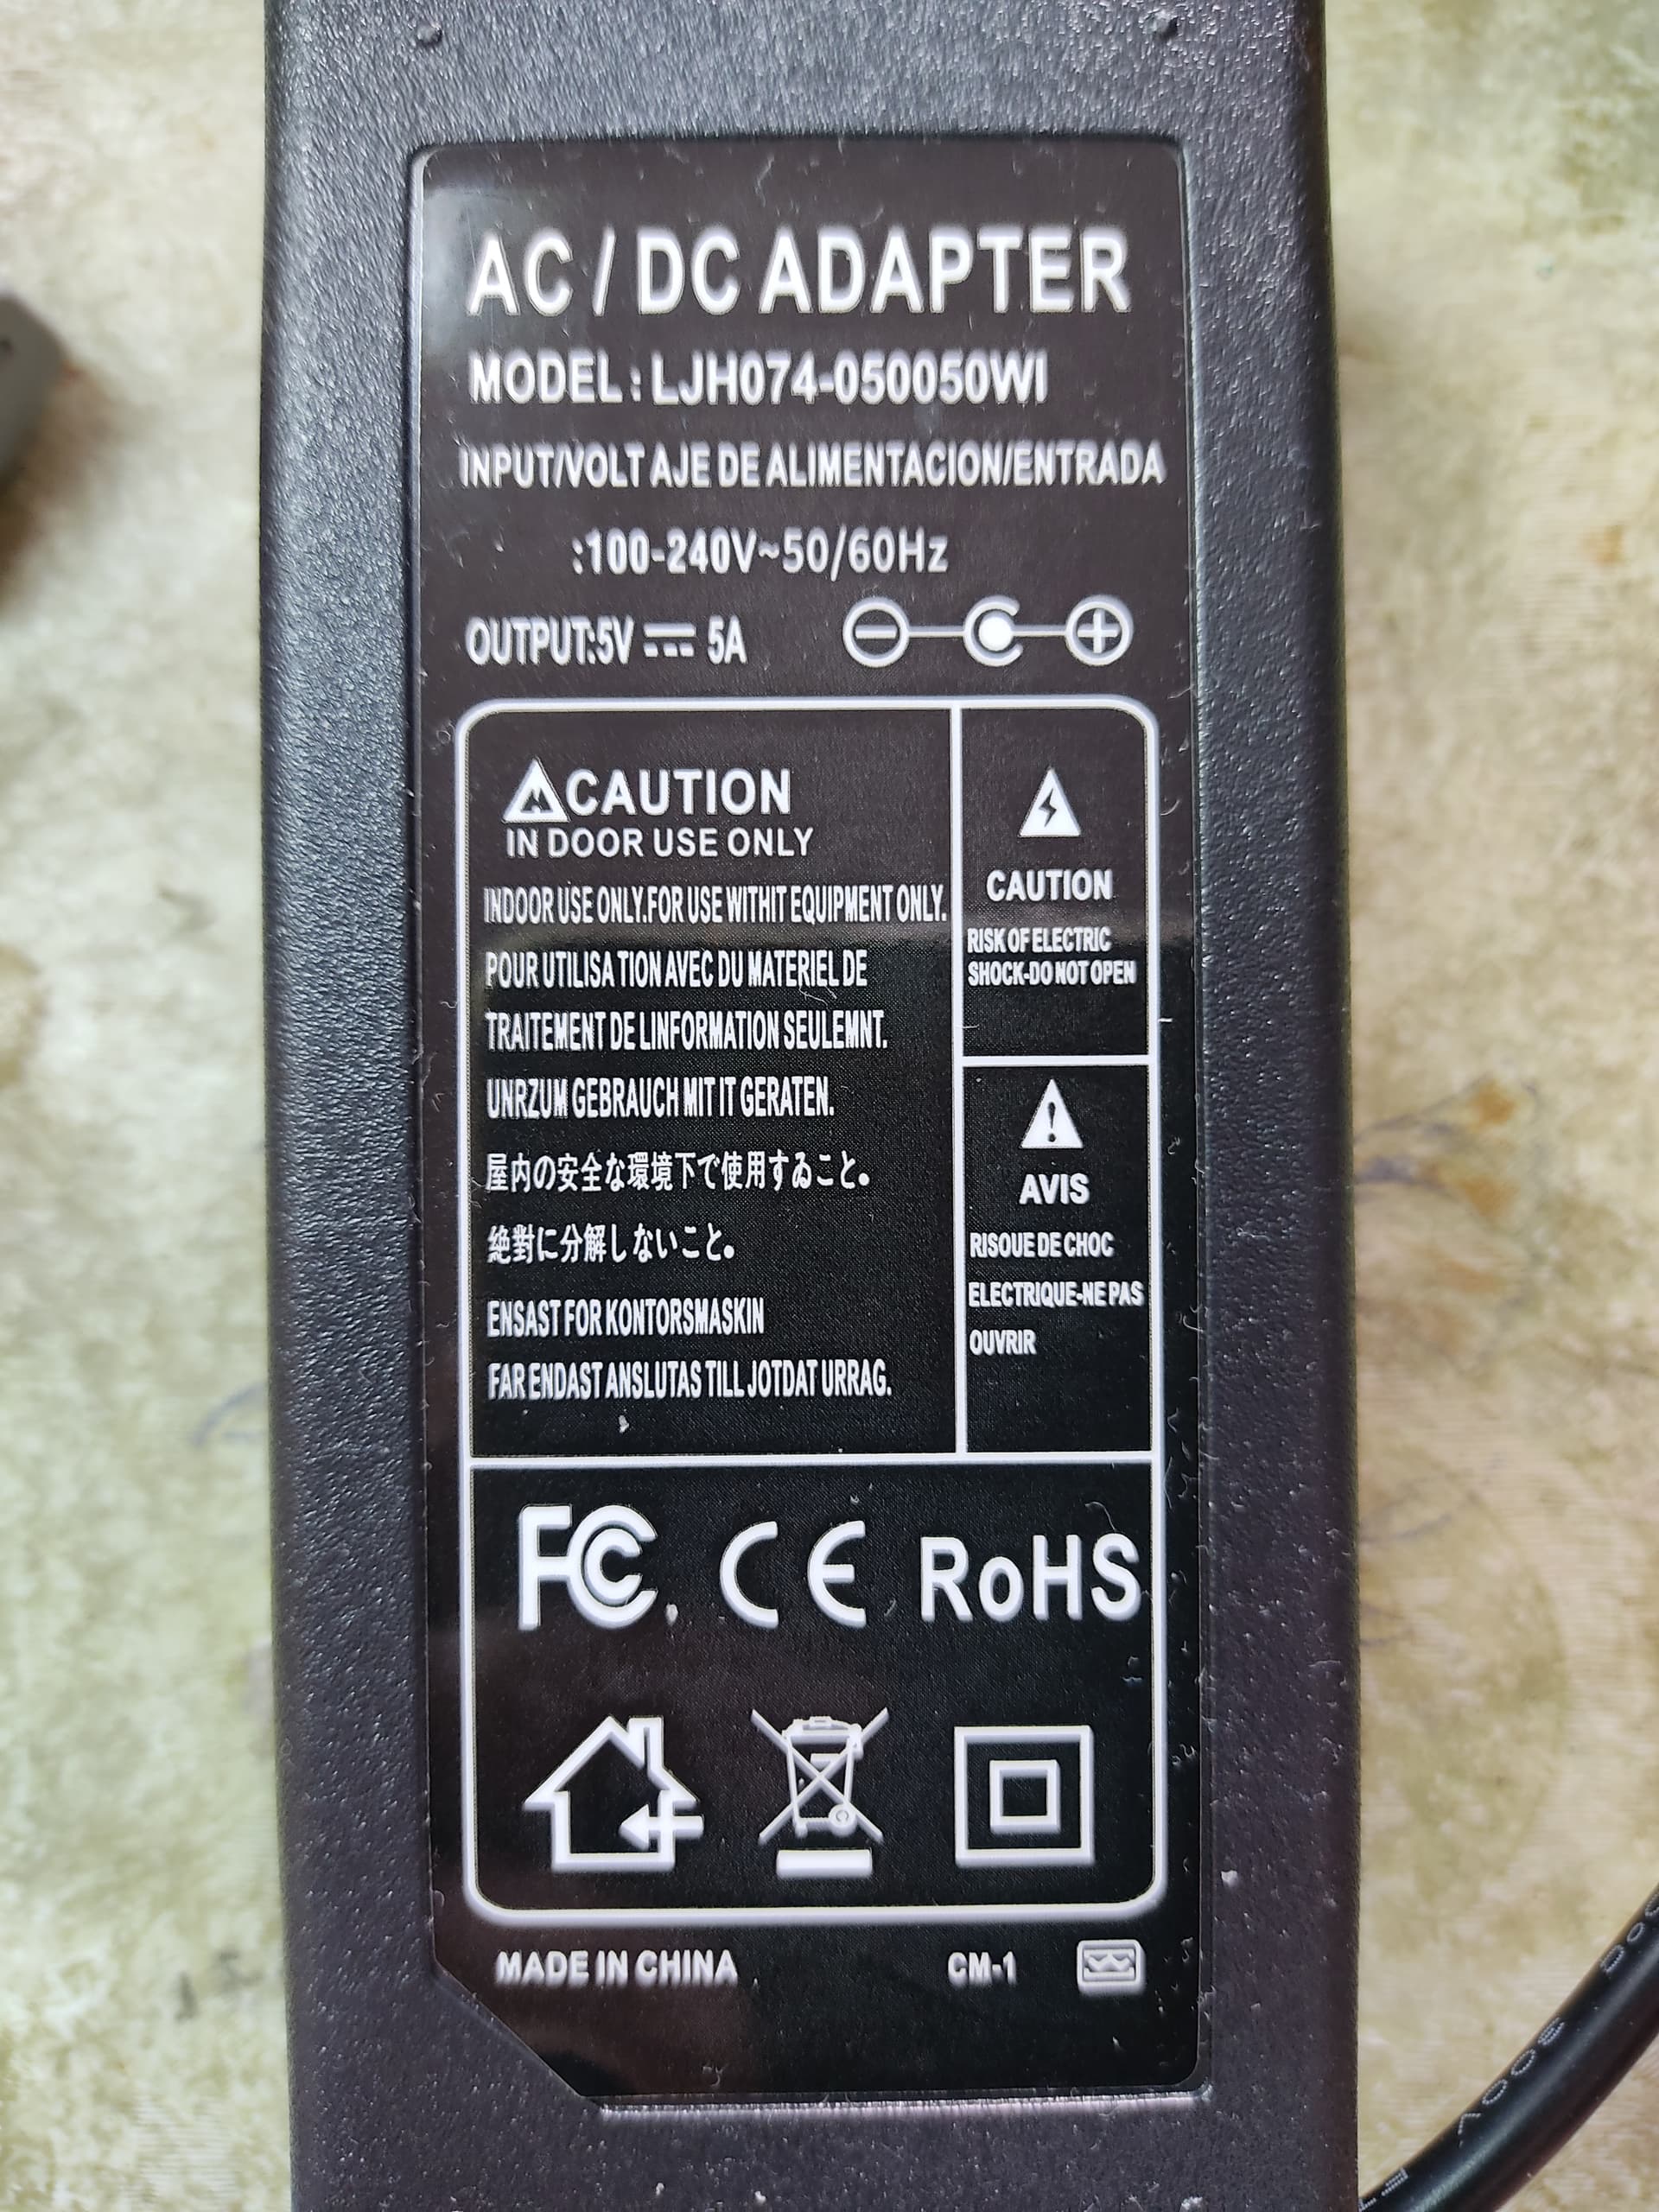 AC / DC ADAPTER
MODEL : LJH074-050050WI
INPUT/VOLT AJE DE ALIMENTACION/ENTRADA
:100-240V~50/60Hz
OUTPUT:5V ⎓ 5A
CAUTION
IN DOOR USE ONLY
INDOOR USE ONLY.FOR USE WITHIT EQUIPMENT ONLY.
POUR UTILISA TION AVEC DU MATERIEL DE
TRAITEMENT DE LINFORMATION SEULEMNT.
UNRZUM GEBRAUCH MIT IT GERATEN.
屋内の安全な環境下で使用すゐこと。
絶對に分解しないこと。
ENSAST FOR KONTORSMASKIN
FAR ENDAST ANSLUTAS TILL JOTDAT URRAG.
CAUTION
RISK OF ELECTRIC
SHOCK-DO NOT OPEN
AVIS
RISOUE DE CHOC
ELECTRIQUE-NE PAS
OUVRIR
FC CE RoHS
MADE IN CHINA CM-1